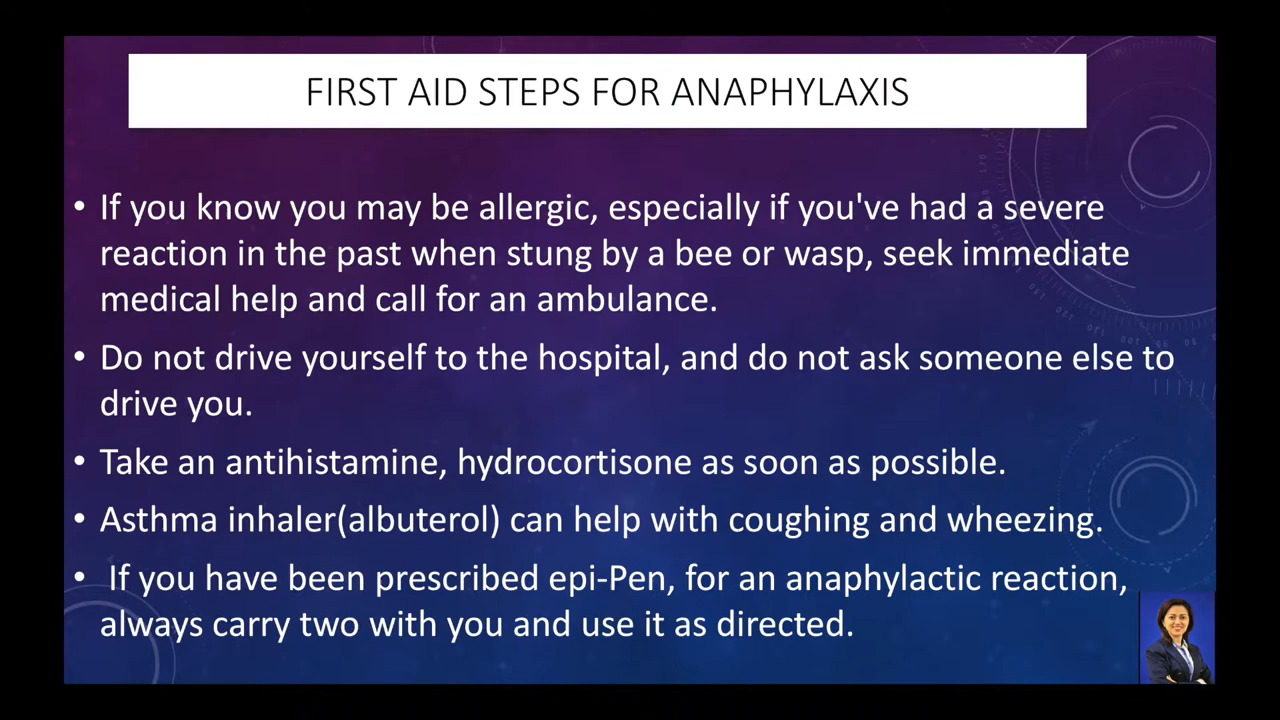 FIRST AID STEPS FOR ANAPHYLAXIS
• If you know you may be allergic, especially if you've had a severe
reaction in the past when stung by a bee or wasp, seek immediate
medical help and call for an ambulance.
• Do not drive yourself to the hospital, and do not ask someone else to
drive you.
• Take an antihistamine, hydrocortisone as soon as possible.
• Asthma inhaler(albuterol) can help with coughing and wheezing.
• If you have been prescribed epi-Pen, for an anaphylactic reaction,
always carry two with you and use it as directed.